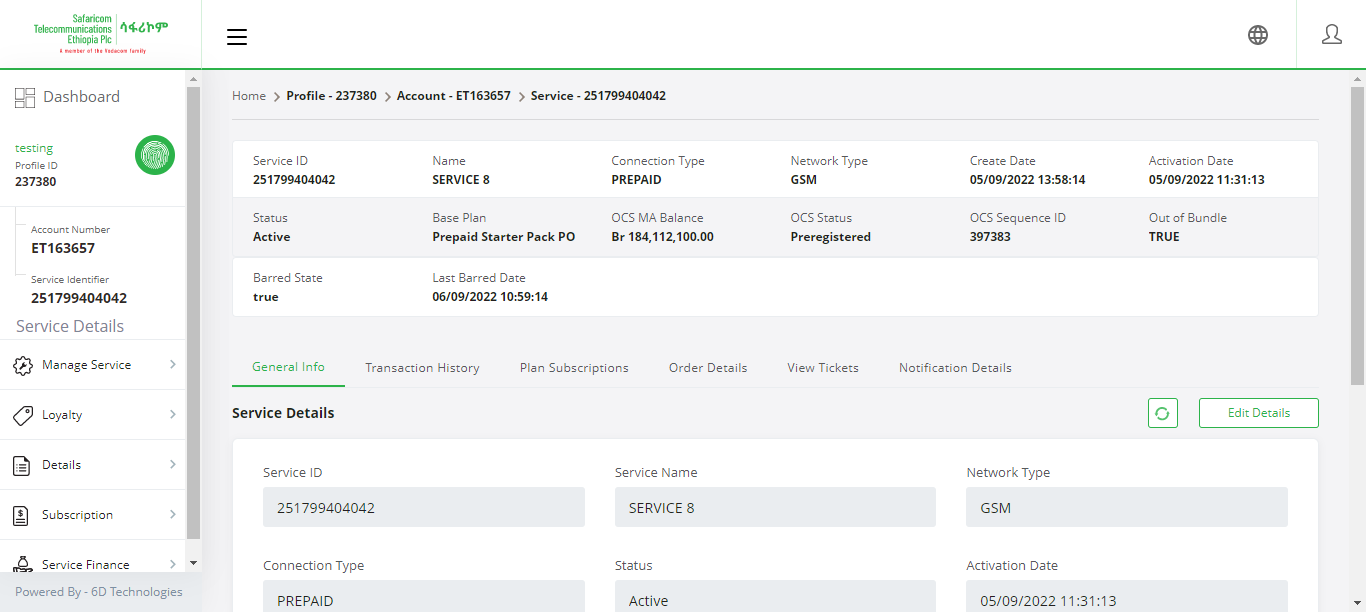 Safaricom
Telecommunications
Ethiopia Plc
ሳፋሪኮም
A member of the Vodacom family
Dashboard
testing
Profile ID
237380
Account Number
ET163657
Service Identifier
251799404042
Service Details
Manage Service
Loyalty
Details
Subscription
Service Finance
Powered By - 6D Technologies
Home > Profile - 237380 > Account - ET163657 > Service - 251799404042
Service ID Name Connection Type Network Type Create Date Activation Date
251799404042 SERVICE 8 PREPAID GSM 05/09/2022 13:58:14 05/09/2022 11:31:13
Status Base Plan OCS MA Balance OCS Status OCS Sequence ID Out of Bundle
Active Prepaid Starter Pack PO Br 184,112,100.00 Preregistered 397383 TRUE
Barred State Last Barred Date
true 06/09/2022 10:59:14
General Info Transaction History Plan Subscriptions Order Details View Tickets Notification Details
Service Details Edit Details
Service ID Service Name Network Type
251799404042 SERVICE 8 GSM
Connection Type Status Activation Date
PREPAID Active 05/09/2022 11:31:13